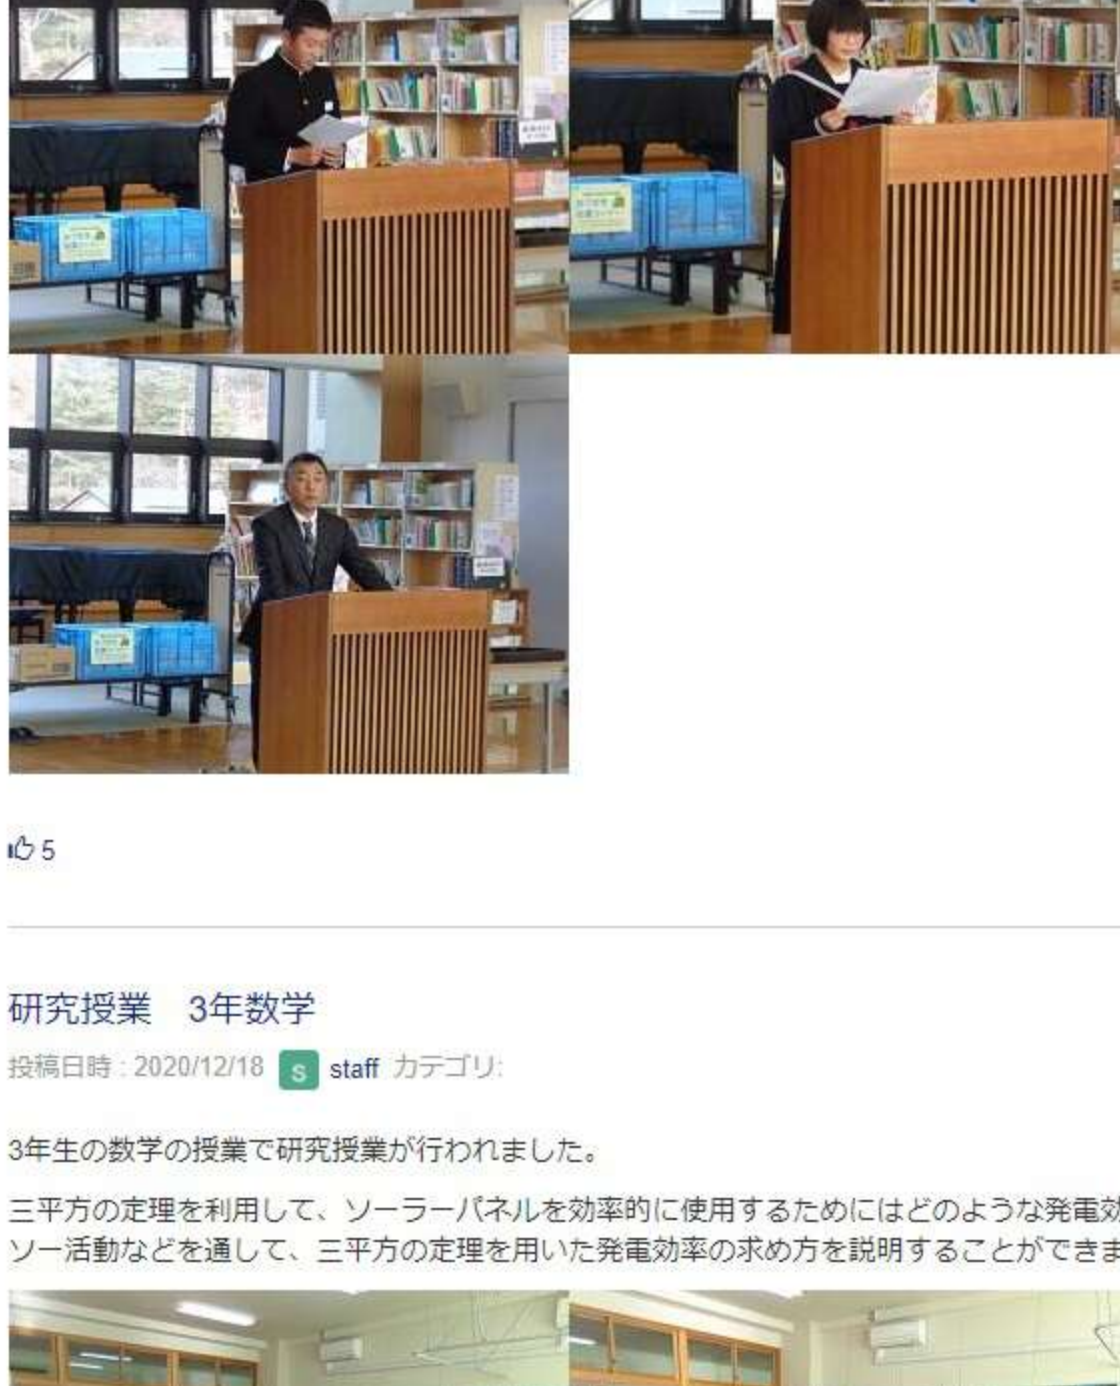 5
研究授業　3年数学
投稿日時 : 2020/12/18 s staff カテゴリ:
3年生の数学の授業で研究授業が行われました。
三平方の定理を利用して、ソーラーパネルを効率的に使用するためにはどのような発電効
ソー活動などを通して、三平方の定理を用いた発電効率の求め方を説明することができま